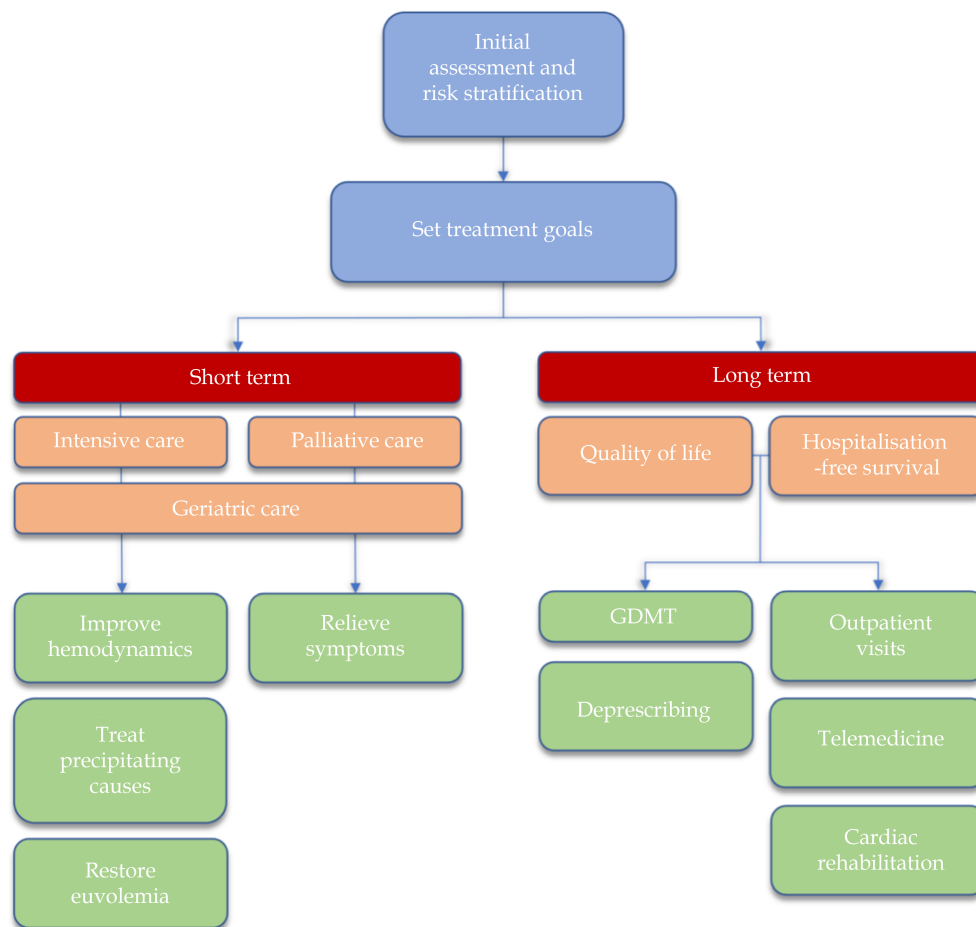 Initial
assessment and
risk stratification
Set treatment goals
Short term
Long term
Intensive care
Palliative care
Geriatric care
Quality of life
Hospitalisation
-free survival
Improve
hemodynamics
Relieve
symptoms
Treat
precipitating
causes
Restore
euvolemia
GDMT
Deprescribing
Outpatient
visits
Telemedicine
Cardiac
rehabilitation